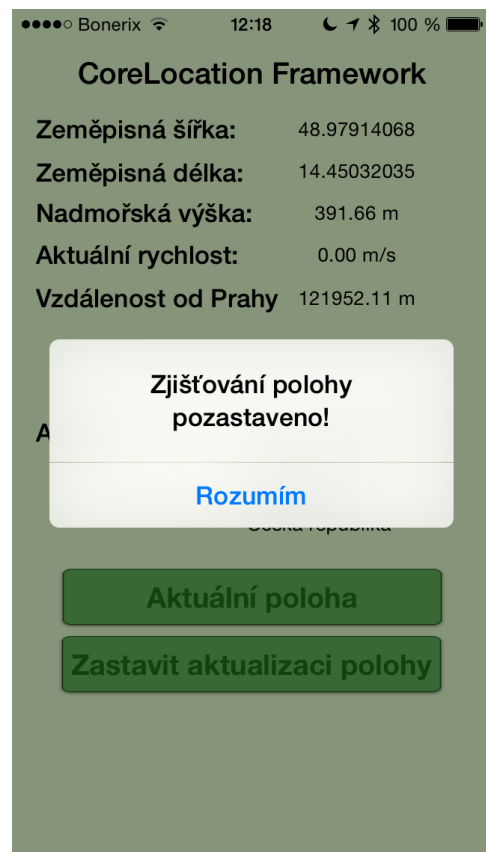 Bonerix 12:18 100 %
CoreLocation Framework
Zeměpisná šířka: 48.97914068
Zeměpisná délka: 14.45032035
Nadmořská výška: 391.66 m
Aktuální rychlost: 0.00 m/s
Vzdálenost od Prahy 121952.11 m
Zjišťování polohy
pozastaveno!
A
Rozumím
Česká republika
Aktuální poloha
Zastavit aktualizaci polohy